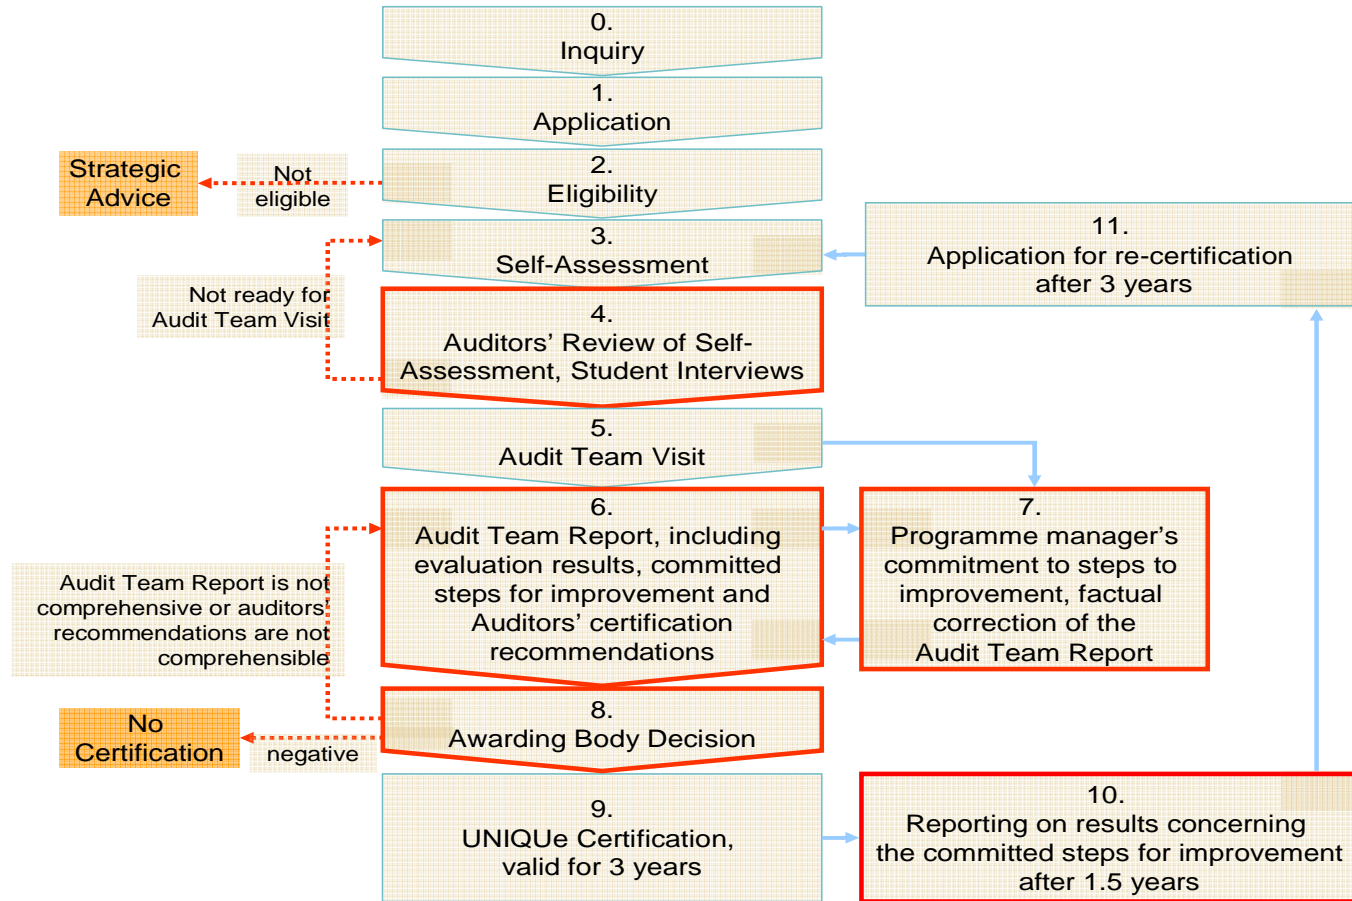 0.
Inquiry
1.
Application
2.
Eligibility
Not
eligible
Strategic
Advice
3.
Self-Assessment
11.
Application for re-certification
after 3 years
Not ready for
Audit Team Visit
4.
Auditors’ Review of Self-
Assessment, Student Interviews
5.
Audit Team Visit
6.
Audit Team Report, including
evaluation results, committed
steps for improvement and
Auditors’ certification
recommendations
7.
Programme manager’s
commitment to steps to
improvement, factual
correction of the
Audit Team Report
Audit Team Report is not
comprehensive or auditors’
recommendations are not
comprehensible
8.
Awarding Body Decision
negative
No
Certification
9.
UNIQUe Certification,
valid for 3 years
10.
Reporting on results concerning
the committed steps for improvement
after 1.5 years